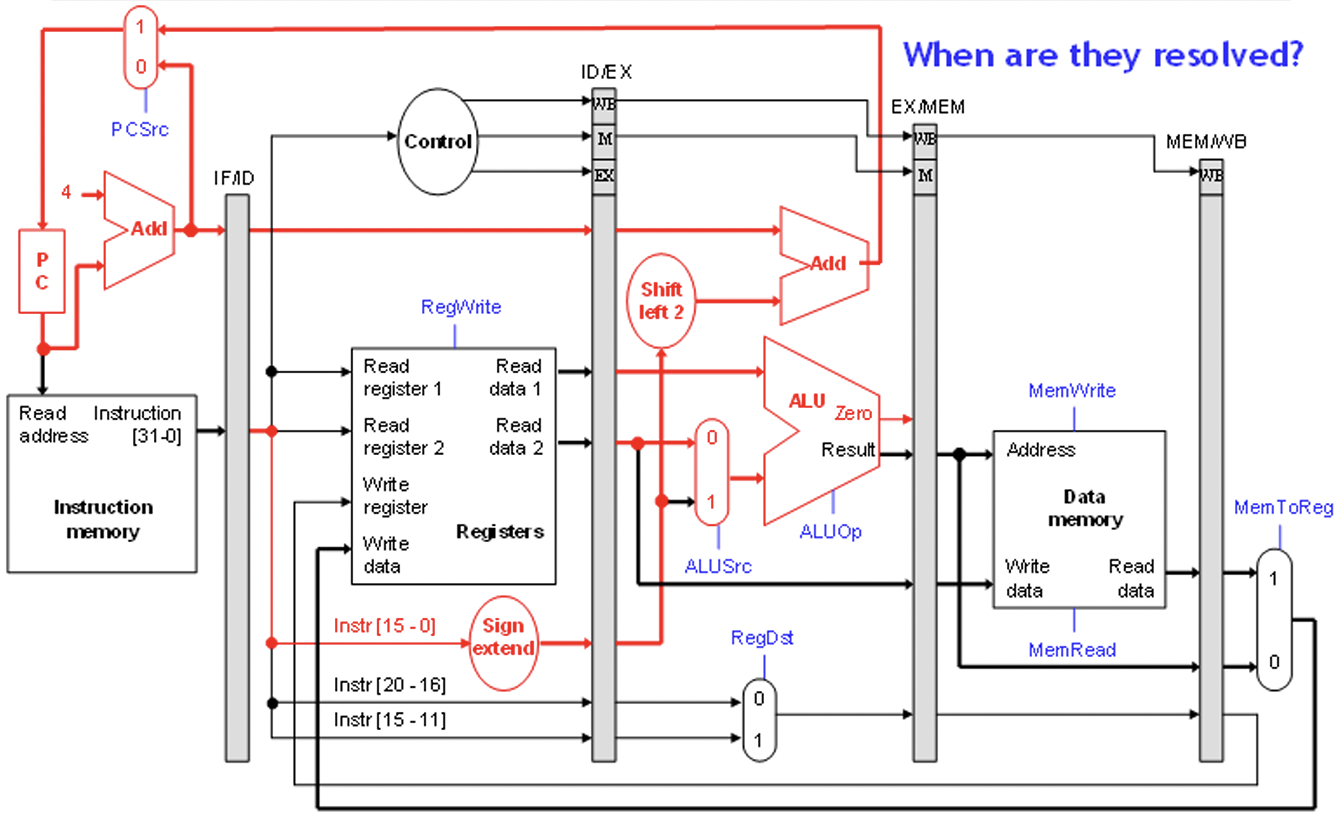 When are they resolved?
1
0
PCSrc
4
Add
P
C
IF/ID
Control
ID/EX
WB
M
EX
EX/MEM
WB
M
MEM/WB
WB
Shift
left 2
Add
RegWrite
Read
register 1
Read
data 1
Read
register 2
Read
data 2
Write
register
Write
data
Registers
Read
address
Instruction
[31-0]
Instruction
memory
0
1
ALUSrc
ALU
Zero
Result
ALUOp
MemWrite
Address
Data
memory
Write
data
Read
data
MemRead
MemToReg
1
0
Instr [15 - 0]
Sign
extend
Instr [20 - 16]
Instr [15 - 11]
RegDst
0
1